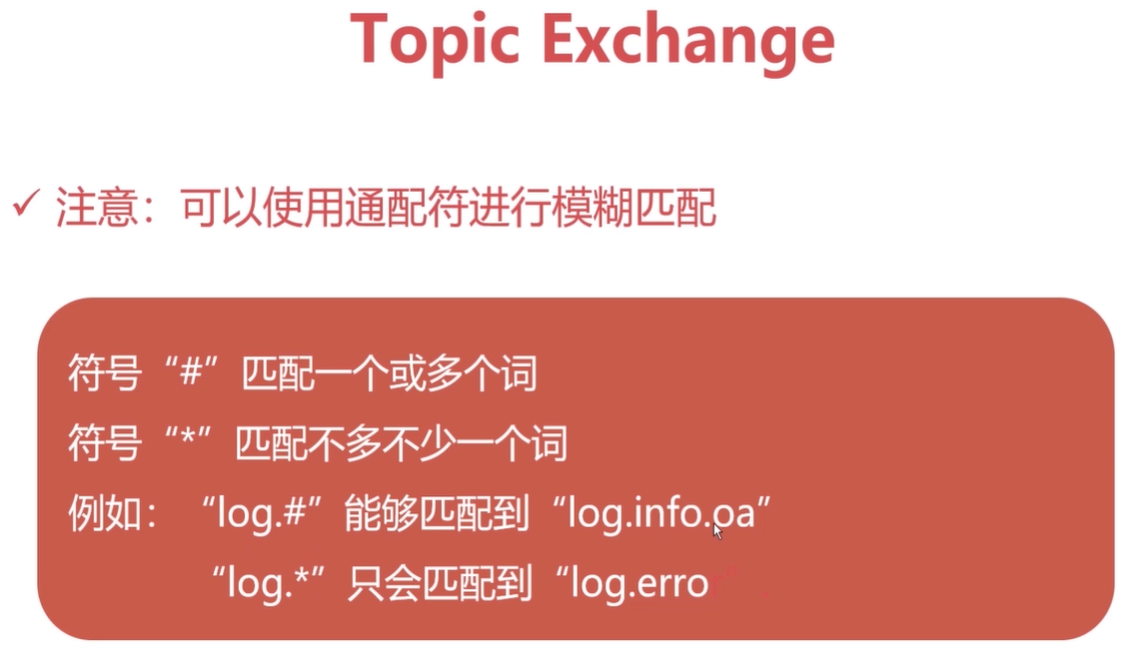 Topic Exchange
✓ 注意：可以使用通配符进行模糊匹配
符号“#”匹配一个或多个词
符号“*”匹配不多不少一个词
例如：“log.#”能够匹配到“log.info.oa”
“log.*”只会匹配到“log.erro